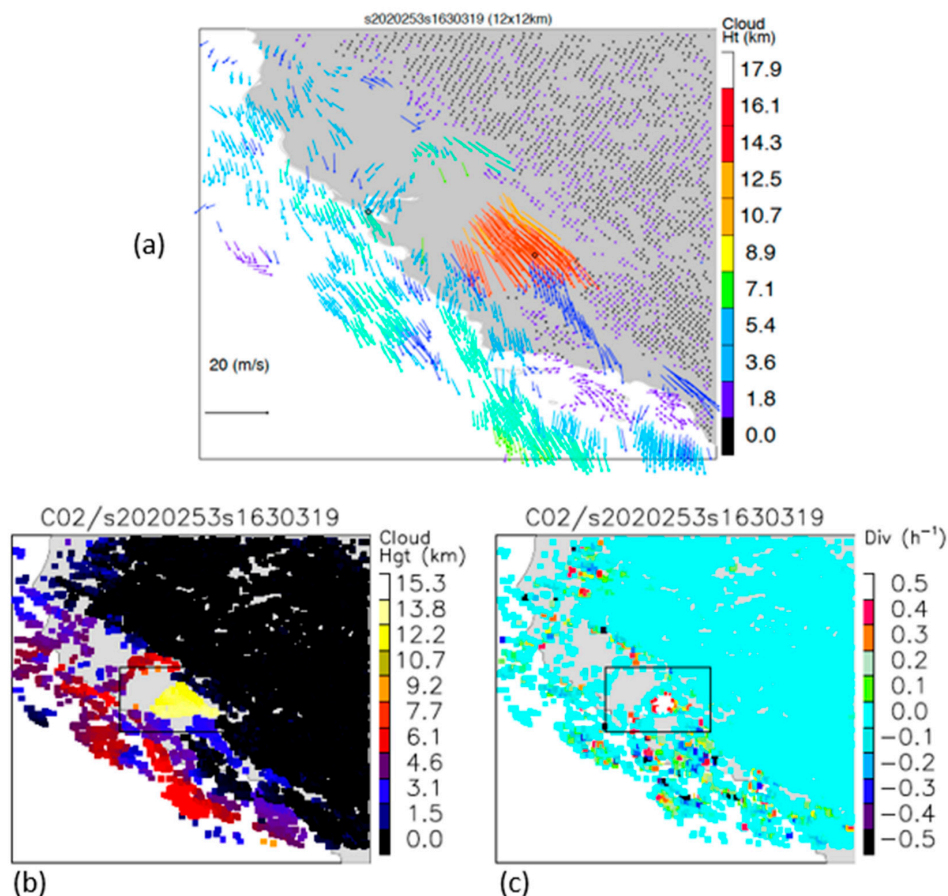 s2020253s1630319 (12x12km)
Cloud
Ht (km)
17.9
16.1
14.3
12.5
10.7
8.9
7.1
5.4
3.6
1.8
0.0
(a)
20 (m/s)
CO2/s2020253s1630319
Cloud
Hgt (km)
15.3
13.8
12.2
10.7
9.2
7.7
6.1
4.6
3.1
1.5
0.0
(b)
CO2/s2020253s1630319
Div (h⁻¹)
0.5
0.4
0.3
0.2
0.1
0.0
-0.1
-0.2
-0.3
-0.4
-0.5
(c)